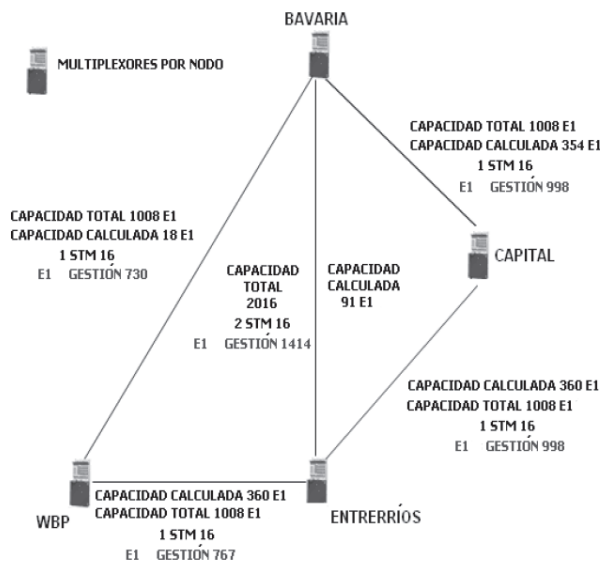 BAVARIA
MULTIPLEXORES POR NODO
CAPACIDAD TOTAL 1008 E1
CAPACIDAD CALCULADA 354 E1
1 STM 16
E1 GESTIÓN 998
CAPACIDAD TOTAL 1008 E1
CAPACIDAD CALCULADA 18 E1
1 STM 16
E1 GESTIÓN 730
CAPACIDAD
TOTAL
2016
2 STM 16
E1 GESTIÓN 1414
CAPACIDAD
CALCULADA
91 E1
CAPITAL
CAPACIDAD CALCULADA 360 E1
CAPACIDAD TOTAL 1008 E1
1 STM 16
E1 GESTIÓN 998
WBP
CAPACIDAD CALCULADA 360 E1
CAPACIDAD TOTAL 1008 E1
1 STM 16
E1 GESTIÓN 767
ENTRERRÍOS